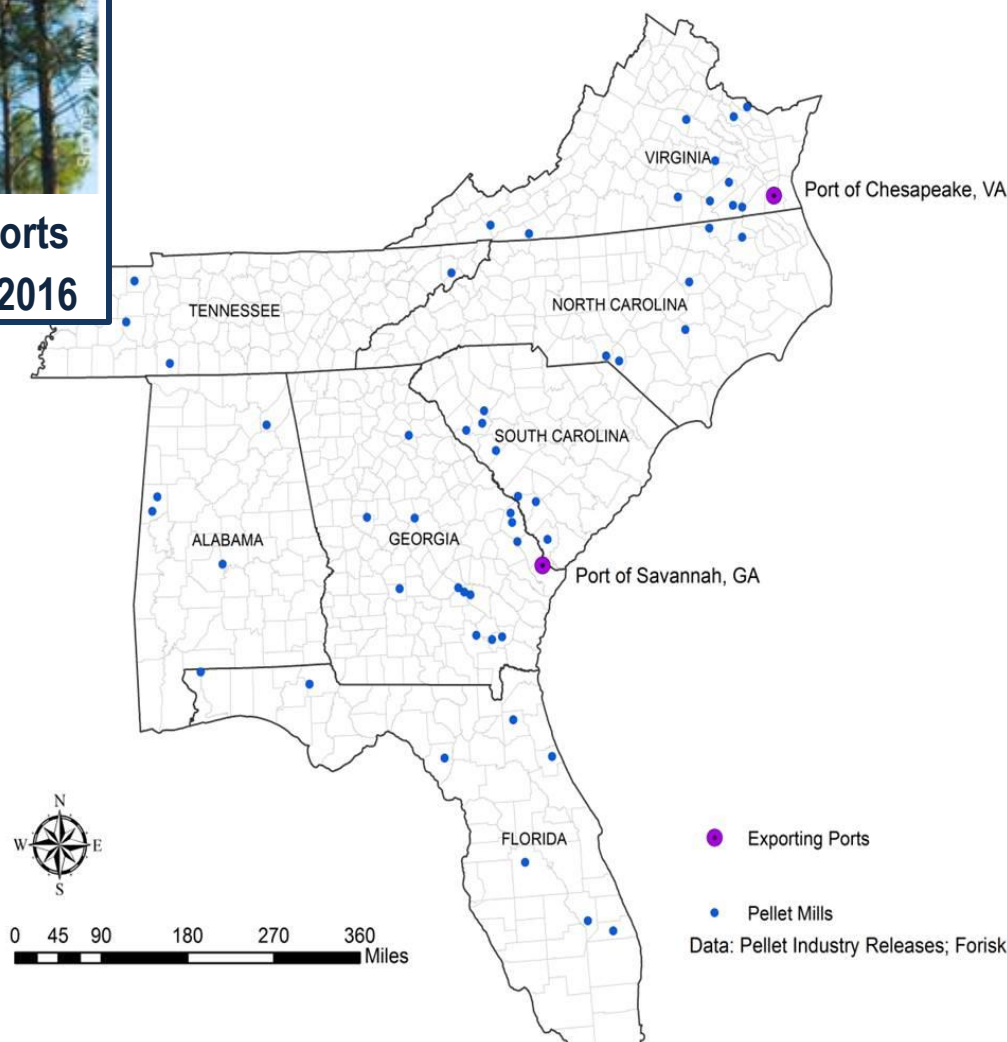 orts
2016
VIRGINIA
Port of Chesapeake, VA
TENNESSEE
NORTH CAROLINA
SOUTH CAROLINA
ALABAMA
GEORGIA
Port of Savannah, GA
N
W E
S
FLORIDA
Exporting Ports
0 45 90 180 270 360
Miles
Pellet Mills
Data: Pellet Industry Releases; Forisk